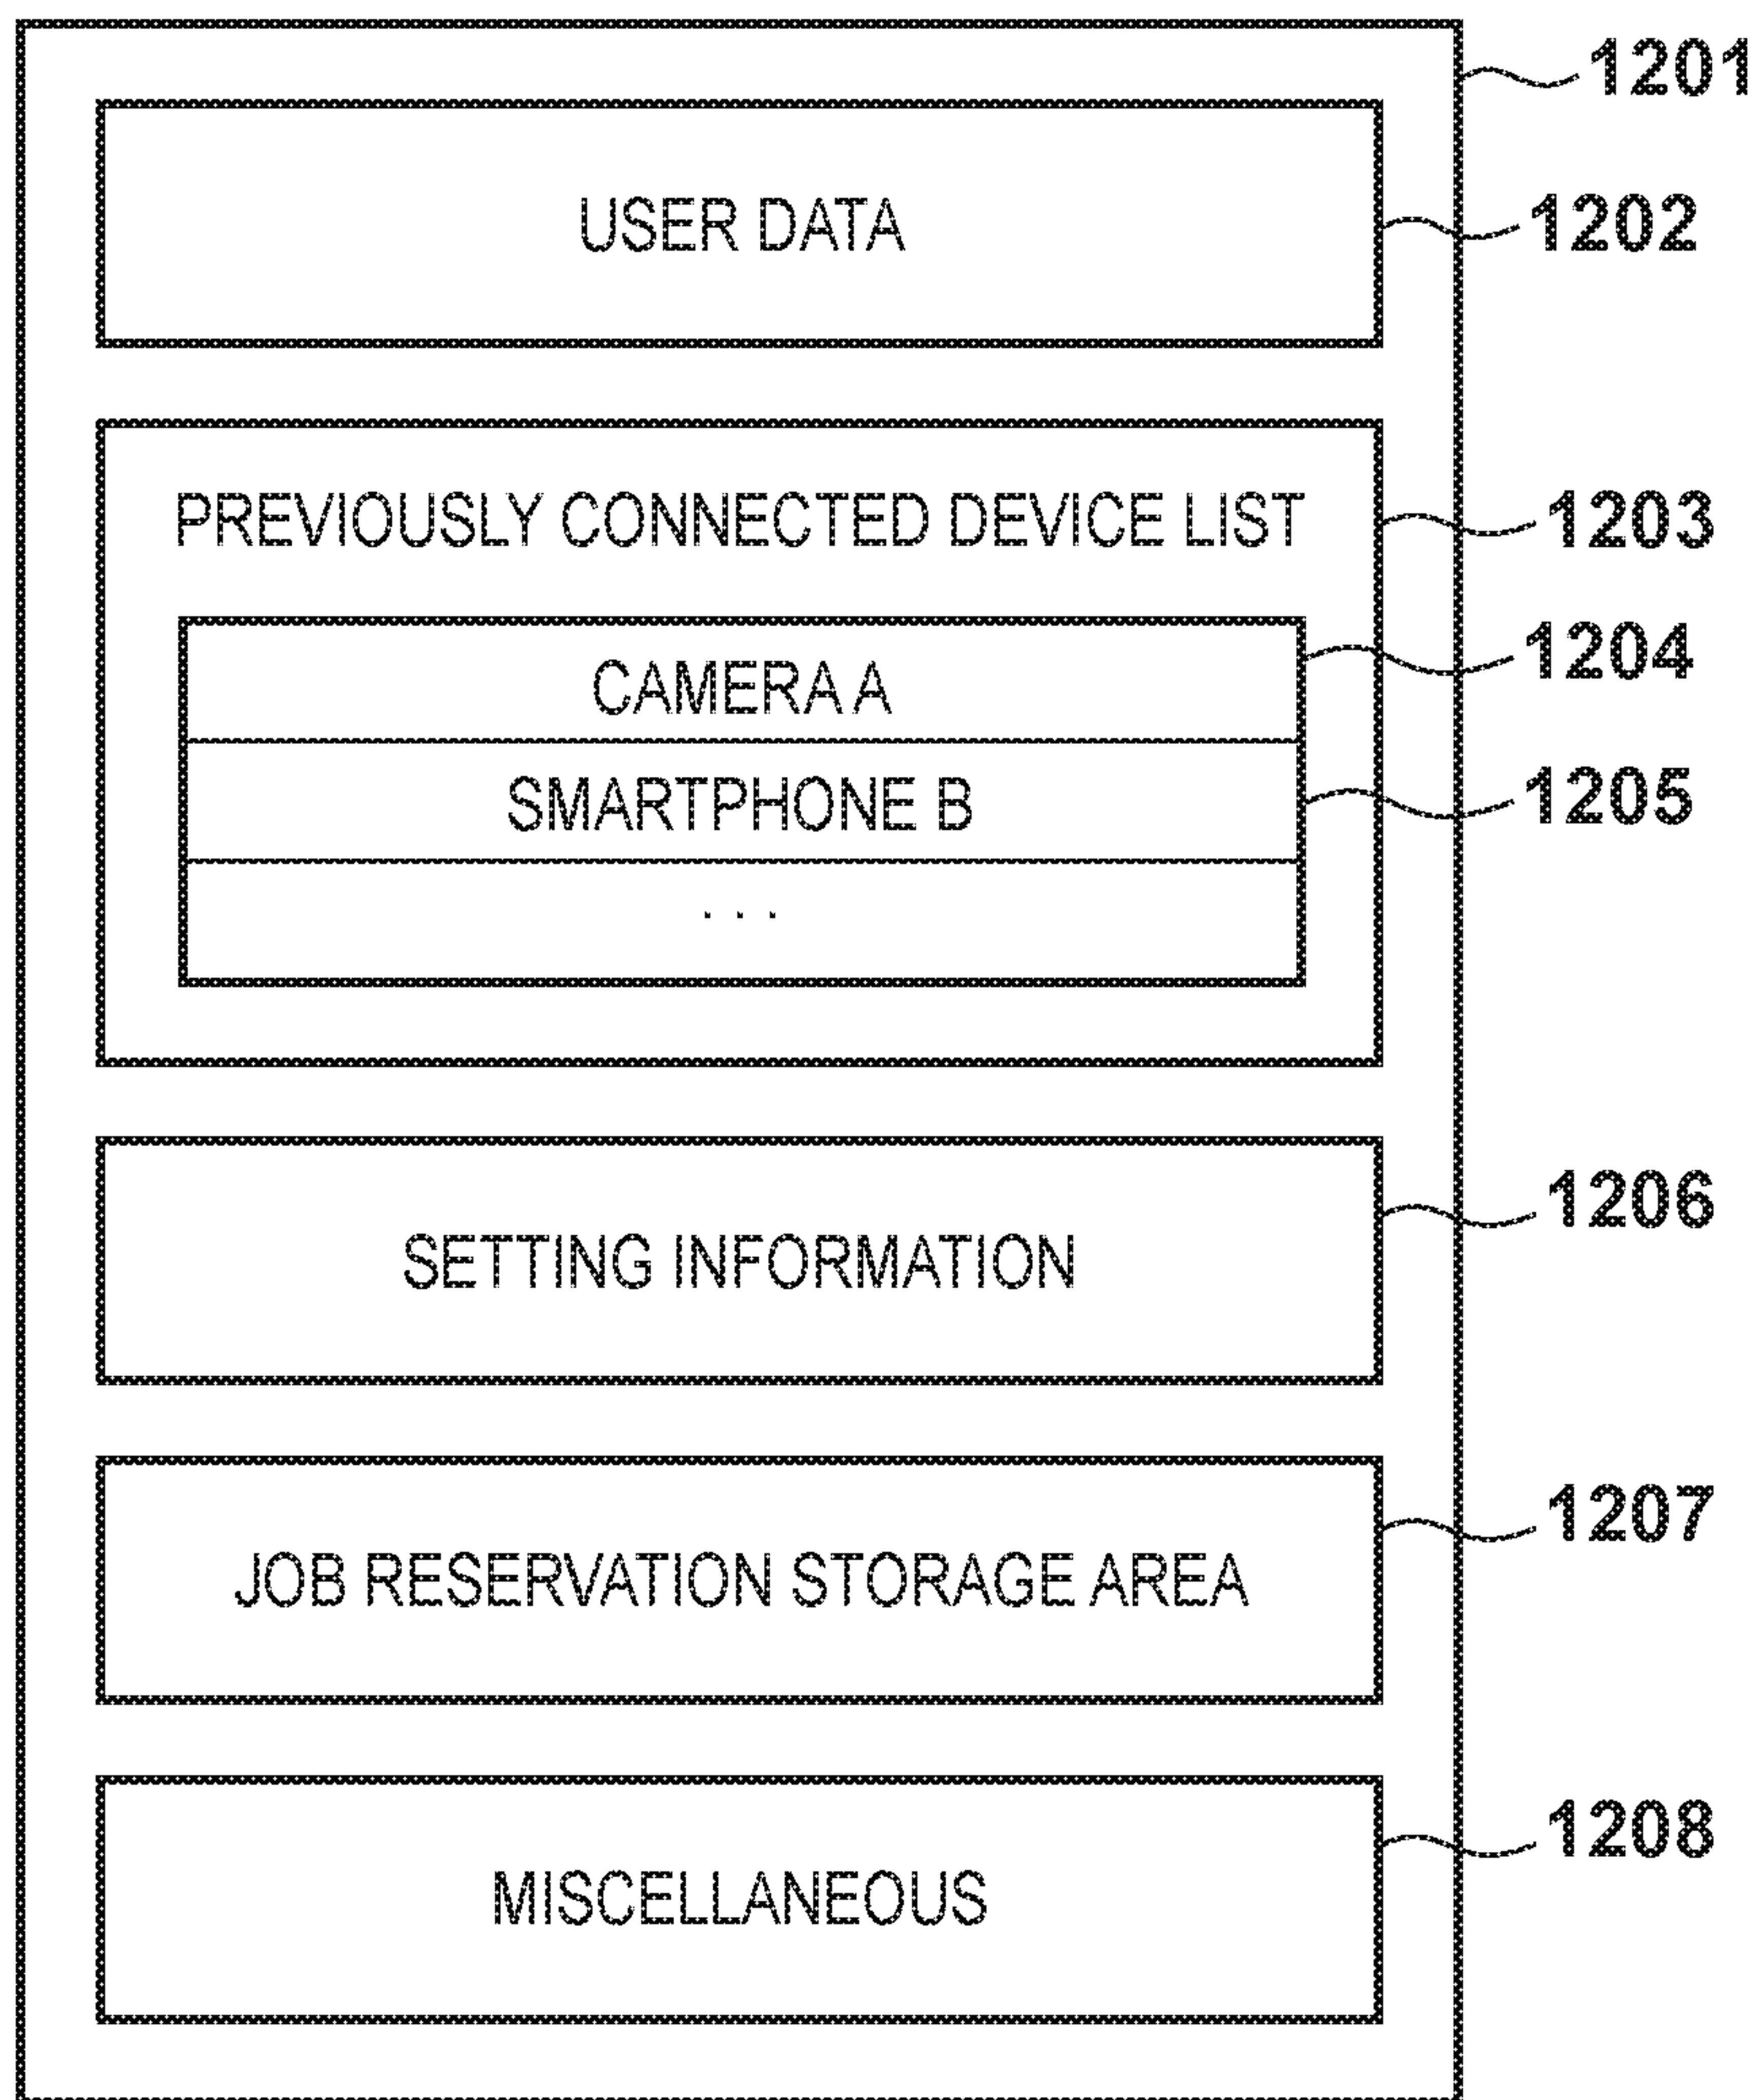 1201
USER DATA 1202
PREVIOUSLY CONNECTED DEVICE LIST 1203
CAMERA A 1204
SMARTPHONE B 1205
. . .
SETTING INFORMATION 1206
JOB RESERVATION STORAGE AREA 1207
MISCELLANEOUS 1208